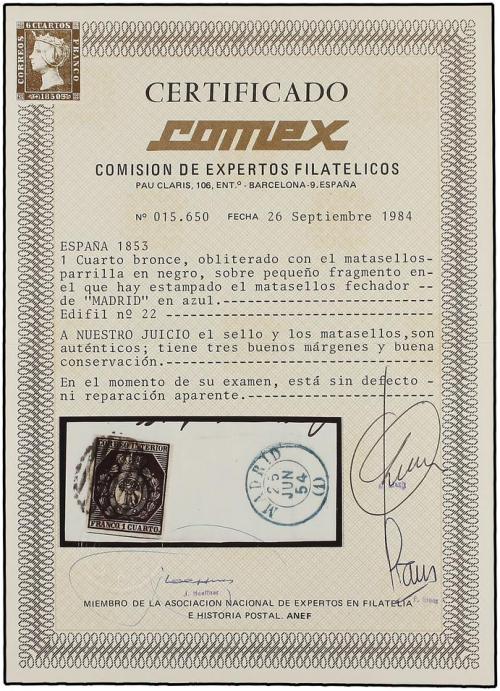 6 CUARTOS
CORREOS
FRANCO
1850
CERTIFICADO
comex
COMISION DE EXPERTOS FILATELICOS
PAU CLARIS, 106, ENT.º - BARCELONA-9. ESPAÑA
Nº 015.650 FECHA 26 Septiembre 1984
ESPAÑA 1853
1 Cuarto bronce, obliterado con el matasellos-
parrilla en negro, sobre pequeño fragmento en-
el que hay estampado el matasellos fechador --
de "MADRID" en azul.
Edifil nº 22
A NUESTRO JUICIO el sello y los matasellos,son
auténticos; tiene tres buenos márgenes y buena
conservación.
En el momento de su examen, está sin defecto -
ni reparación aparente.
CORREO INTERIOR
FRANCO 1 CUARTO.
MADRID
25
JUN
54
(1)
MIEMBRO DE LA ASOCIACION NACIONAL DE EXPERTOS EN FILATELIA
E HISTORIA POSTAL. ANEF